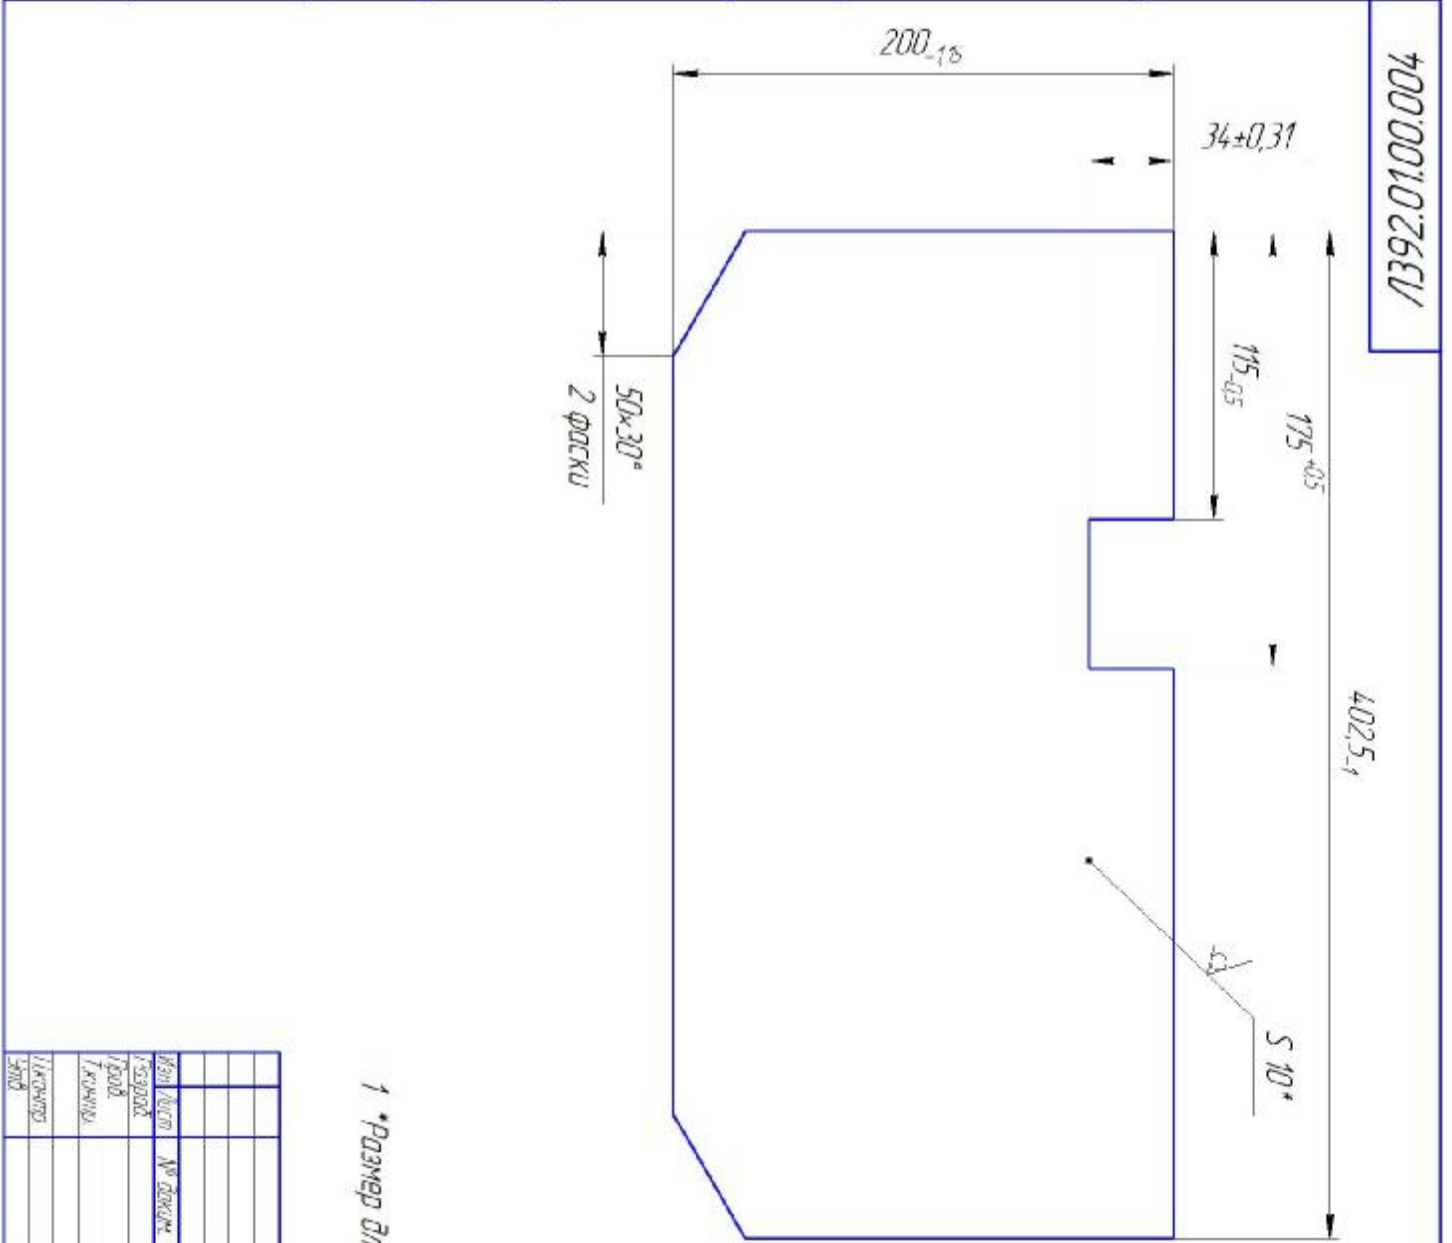 Л392.01.00.004
402,5₋₁
175⁺⁰,⁵
115₋₀,₅
34±0,31
200₋₁,₁₅
S 10*
50×30°
2 фаски
1 *Размер дл
Изм Лист № докум.
Разраб.
Пров.
Т.контр.
Н.контр.
Утв.